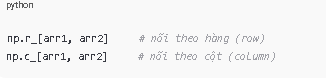 python
np.r_[arr1, arr2] # nối theo hàng (row)
np.c_[arr1, arr2] # nối theo cột (column)